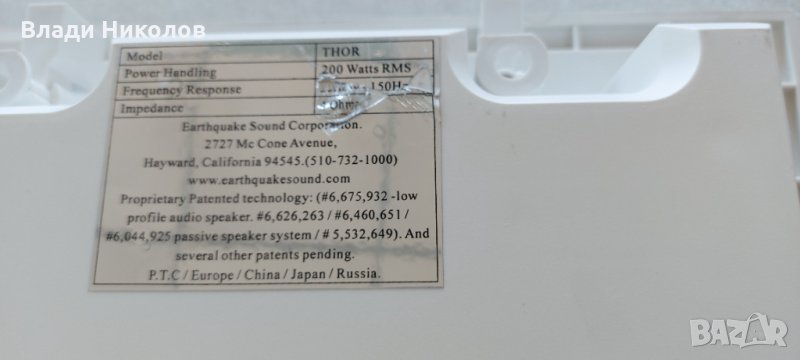 Влади Николов
Model THOR
Power Handling 200 Watts RMS
Frequency Response 150Hz
Impedance Ohms
Earthquake Sound Corporation.
2727 Mc Cone Avenue,
Hayward, California 94545.(510-732-1000)
www.earthquakesound.com
Proprietary Patented technology: (#6,675,932 -low
profile audio speaker. #6,626,263 / #6,460,651 /
#6,044,925 passive speaker system / # 5,532,649). And
several other patents pending.
P.T.C / Europe / China / Japan / Russia.
BAZAR